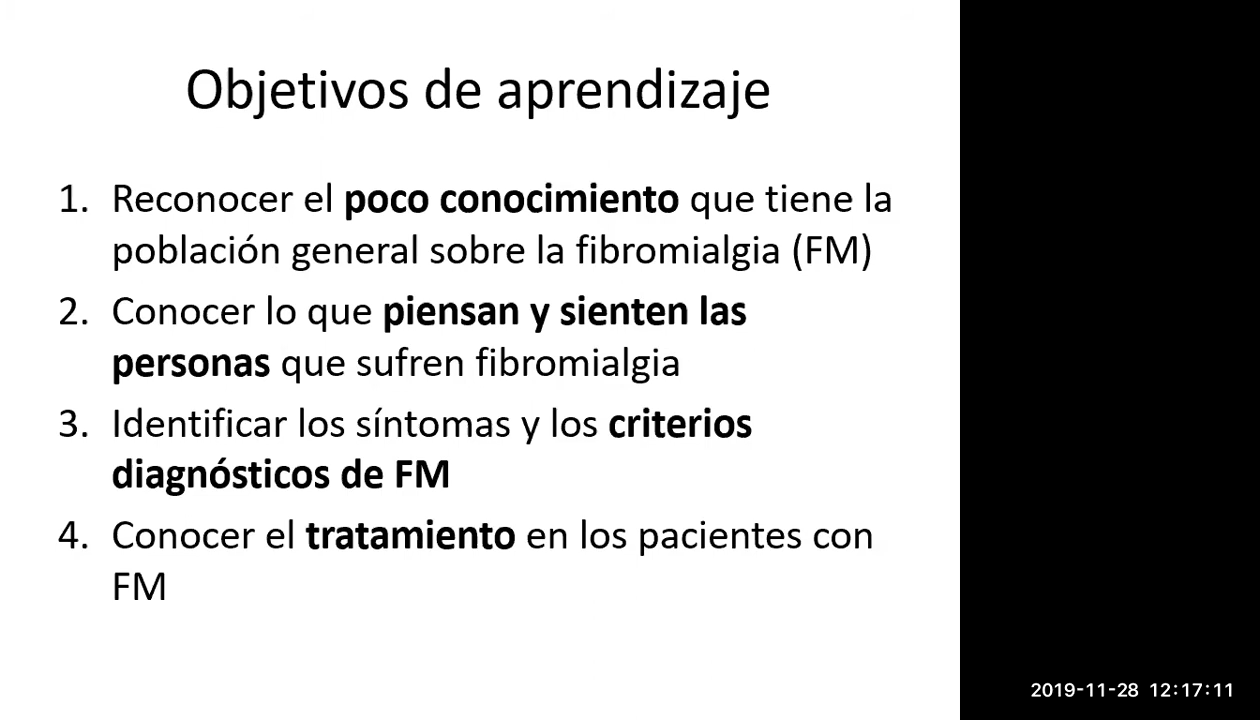 Objetivos de aprendizaje
1. Reconocer el poco conocimiento que tiene la
población general sobre la fibromialgia (FM)
2. Conocer lo que piensan y sienten las
personas que sufren fibromialgia
3. Identificar los síntomas y los criterios
diagnósticos de FM
4. Conocer el tratamiento en los pacientes con
FM
2019-11-28 12:17:11